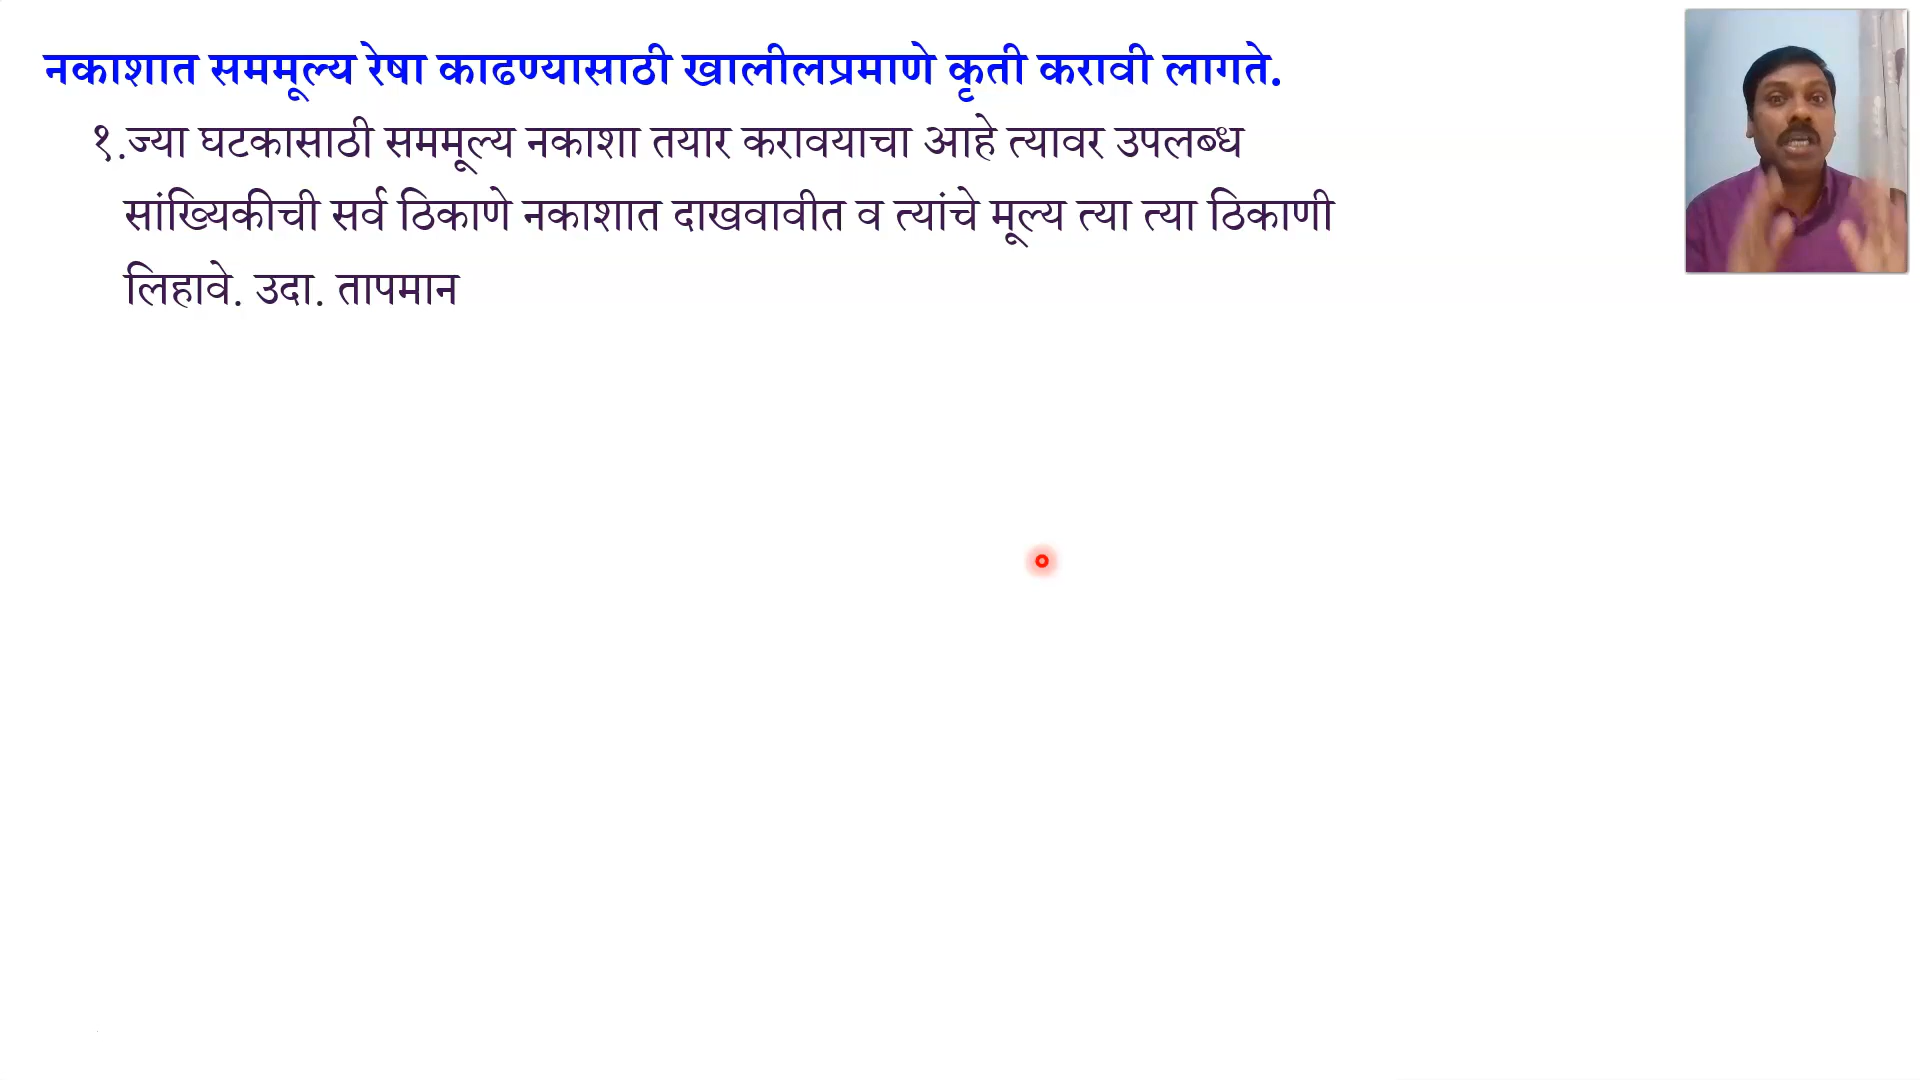 नकाशात सममूल्य रेषा काढण्यासाठी खालीलप्रमाणे कृती करावी लागते.
१.ज्या घटकासाठी सममूल्य नकाशा तयार करावयाचा आहे त्यावर उपलब्ध
सांख्यिकीची सर्व ठिकाणे नकाशात दाखवावीत व त्यांचे मूल्य त्या त्या ठिकाणी
लिहावे. उदा. तापमान